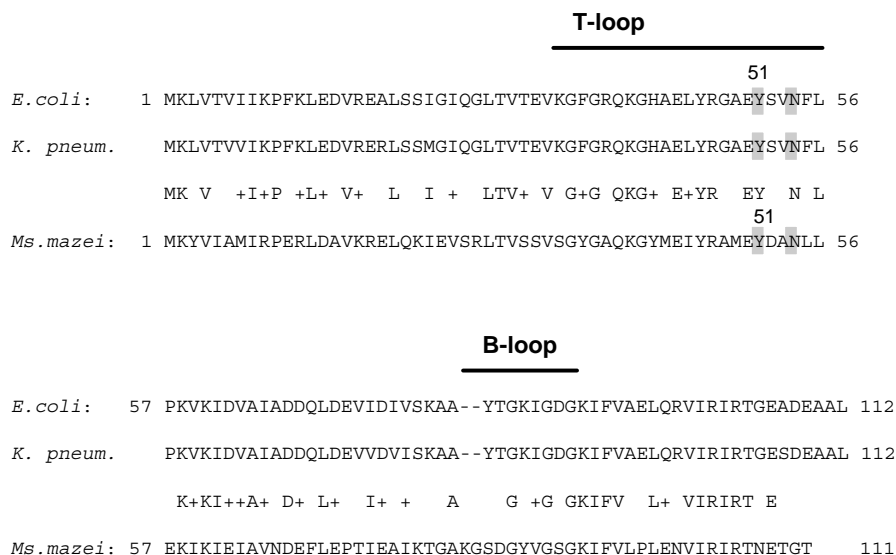 T-loop
51
E.coli: 1 MKLVTVIIKPFKLEDVREALSSIGIQGLTVTEVKGFGRQKGHAELYRGAEYSVNFL 56
K. pneum. MKLVTVVIKPFKLEDVRERLSSMGIQGLTVTEVKGFGRQKGHAELYRGAEYSVNFL 56
MK V +I+P +L+ V+ L I + LTV+ V G+G QKG+ E+YR EY N L
51
Ms.mazei: 1 MKYVIAMIRPERLDAVKRELQKIEVSRLTVSSVSGYGAQKGYMEIYRAMEYDANLL 56
B-loop
E.coli: 57 PKVKIDVAIADDQLDEVIDIVSKAA--YTGKIGDGKIFVAELQRVIRIRTGEADEAAL 112
K. pneum. PKVKIDVAIADDQLDEVVDVISKAA--YTGKIGDGKIFVAELQRVIRIRTGESDEAAL 112
K+KI++A+ D+ L+ I+ + A G +G GKIFV L+ VIRIRT E
Ms.mazei: 57 EKIKIEIAVNDEFLEPTIEAIKTGAKGSDGYVGSGKIFVLPLENVIRIRTNETGT 111